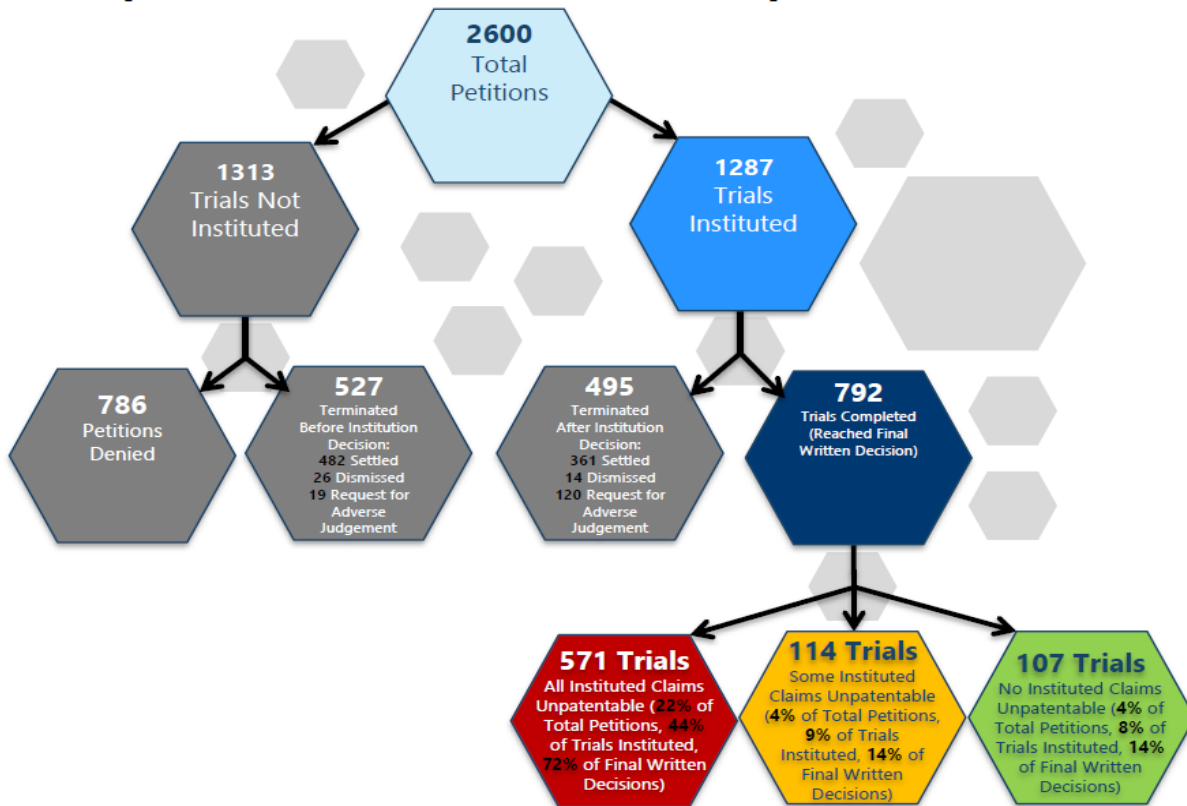 2600
Total
Petitions
1313
Trials Not
Instituted
1287
Trials
Instituted
786
Petitions
Denied
527
Terminated
Before Institution
Decision:
482 Settled
26 Dismissed
19 Request for
Adverse
Judgement
495
Terminated
After Institution
Decision:
361 Settled
14 Dismissed
120 Request for
Adverse
Judgement
792
Trials Completed
(Reached Final
Written Decision)
571 Trials
All Instituted Claims
Unpatentable (22% of
Total Petitions, 44%
of Trials Instituted,
72% of Final Written
Decisions)
114 Trials
Some Instituted
Claims Unpatentable
(4% of Total Petitions,
9% of Trials
Instituted, 14% of
Final Written
Decisions)
107 Trials
No Instituted Claims
Unpatentable (4% of
Total Petitions, 8% of
Trials Instituted, 14%
of Final Written
Decisions)